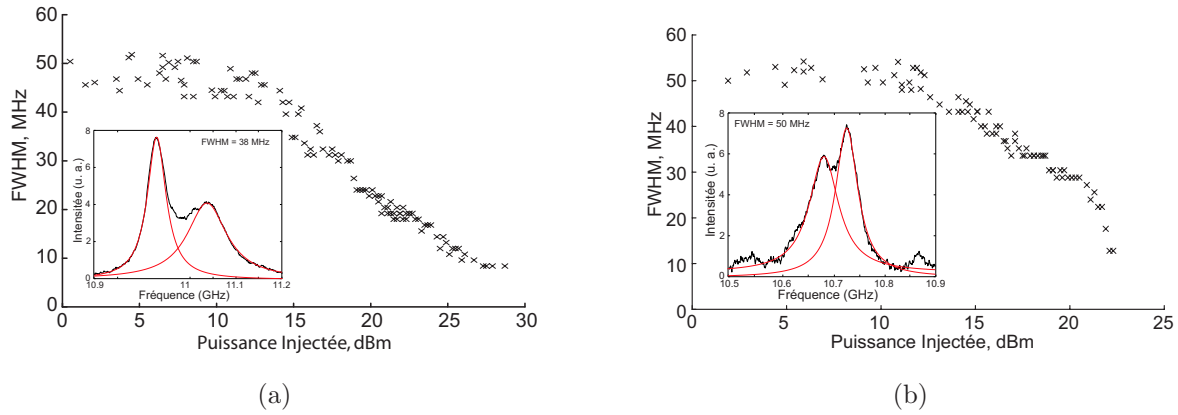 60
50
40
30
20
10
0
FWHM, MHz
0 5 10 15 20 25 30
Puissance Injectée, dBm
FWHM = 38 MHz
8
6
4
2
0
Intensitée (u. a.)
10.9 11 11.1 11.2
Fréquence (GHz)
(a)
60
50
40
30
20
10
0
FWHM, MHz
0 5 10 15 20 25
Puissance Injectée, dBm
FWHM = 50 MHz
8
6
4
2
0
Intensitée (u. a.)
10.5 10.6 10.7 10.8 10.9
Fréquence (GHz)
(b)